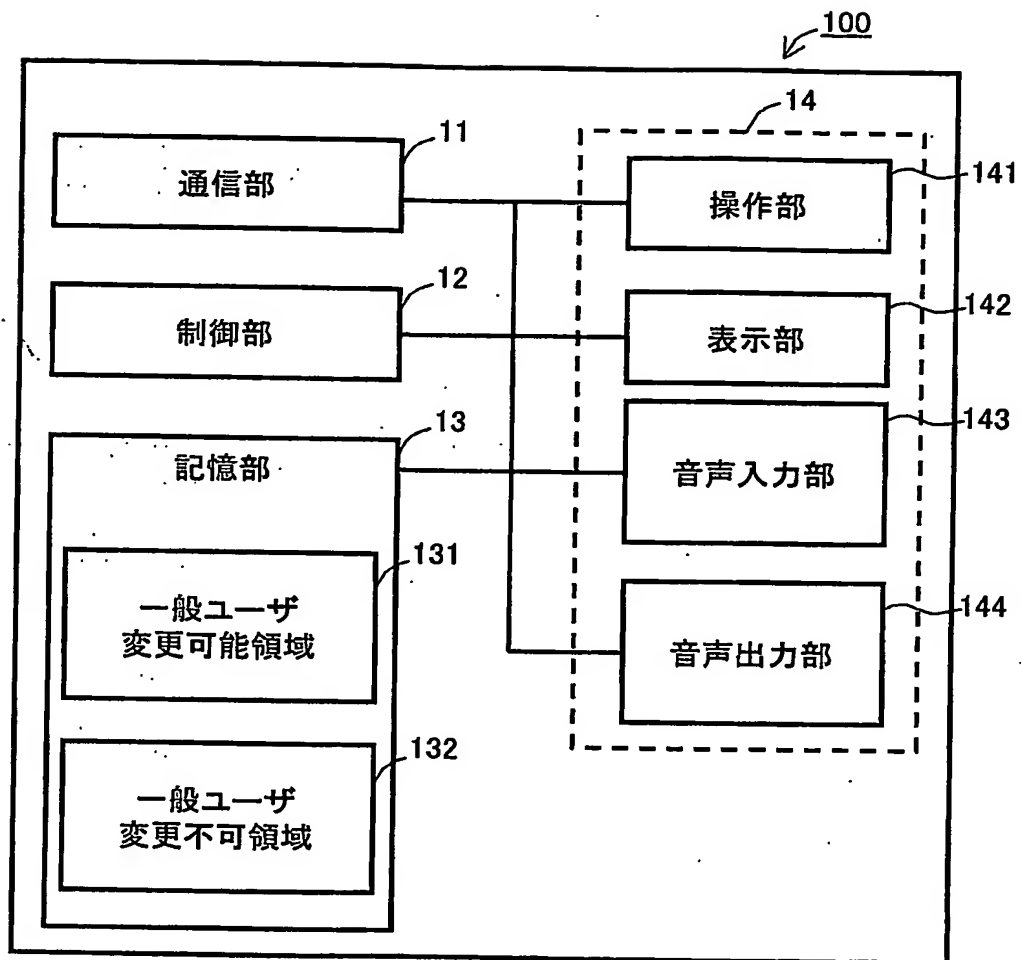 100
14
11
通信部
141
操作部
12
制御部
142
表示部
13
記憶部
143
音声入力部
131
一般ユーザ
変更可能領域
144
音声出力部
132
一般ユーザ
変更不可領域